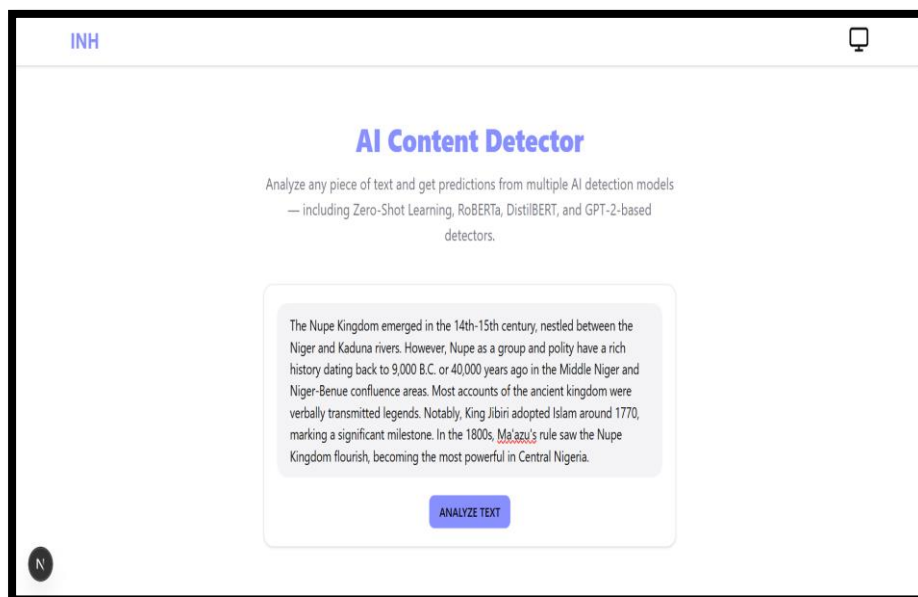 INH
AI Content Detector
Analyze any piece of text and get predictions from multiple AI detection models
— including Zero-Shot Learning, RoBERTa, DistilBERT, and GPT-2-based
detectors.
The Nupe Kingdom emerged in the 14th-15th century, nestled between the
Niger and Kaduna rivers. However, Nupe as a group and polity have a rich
history dating back to 9,000 B.C. or 40,000 years ago in the Middle Niger and
Niger-Benue confluence areas. Most accounts of the ancient kingdom were
verbally transmitted legends. Notably, King Jibiri adopted Islam around 1770,
marking a significant milestone. In the 1800s, Ma'azu's rule saw the Nupe
Kingdom flourish, becoming the most powerful in Central Nigeria.
ANALYZE TEXT
N